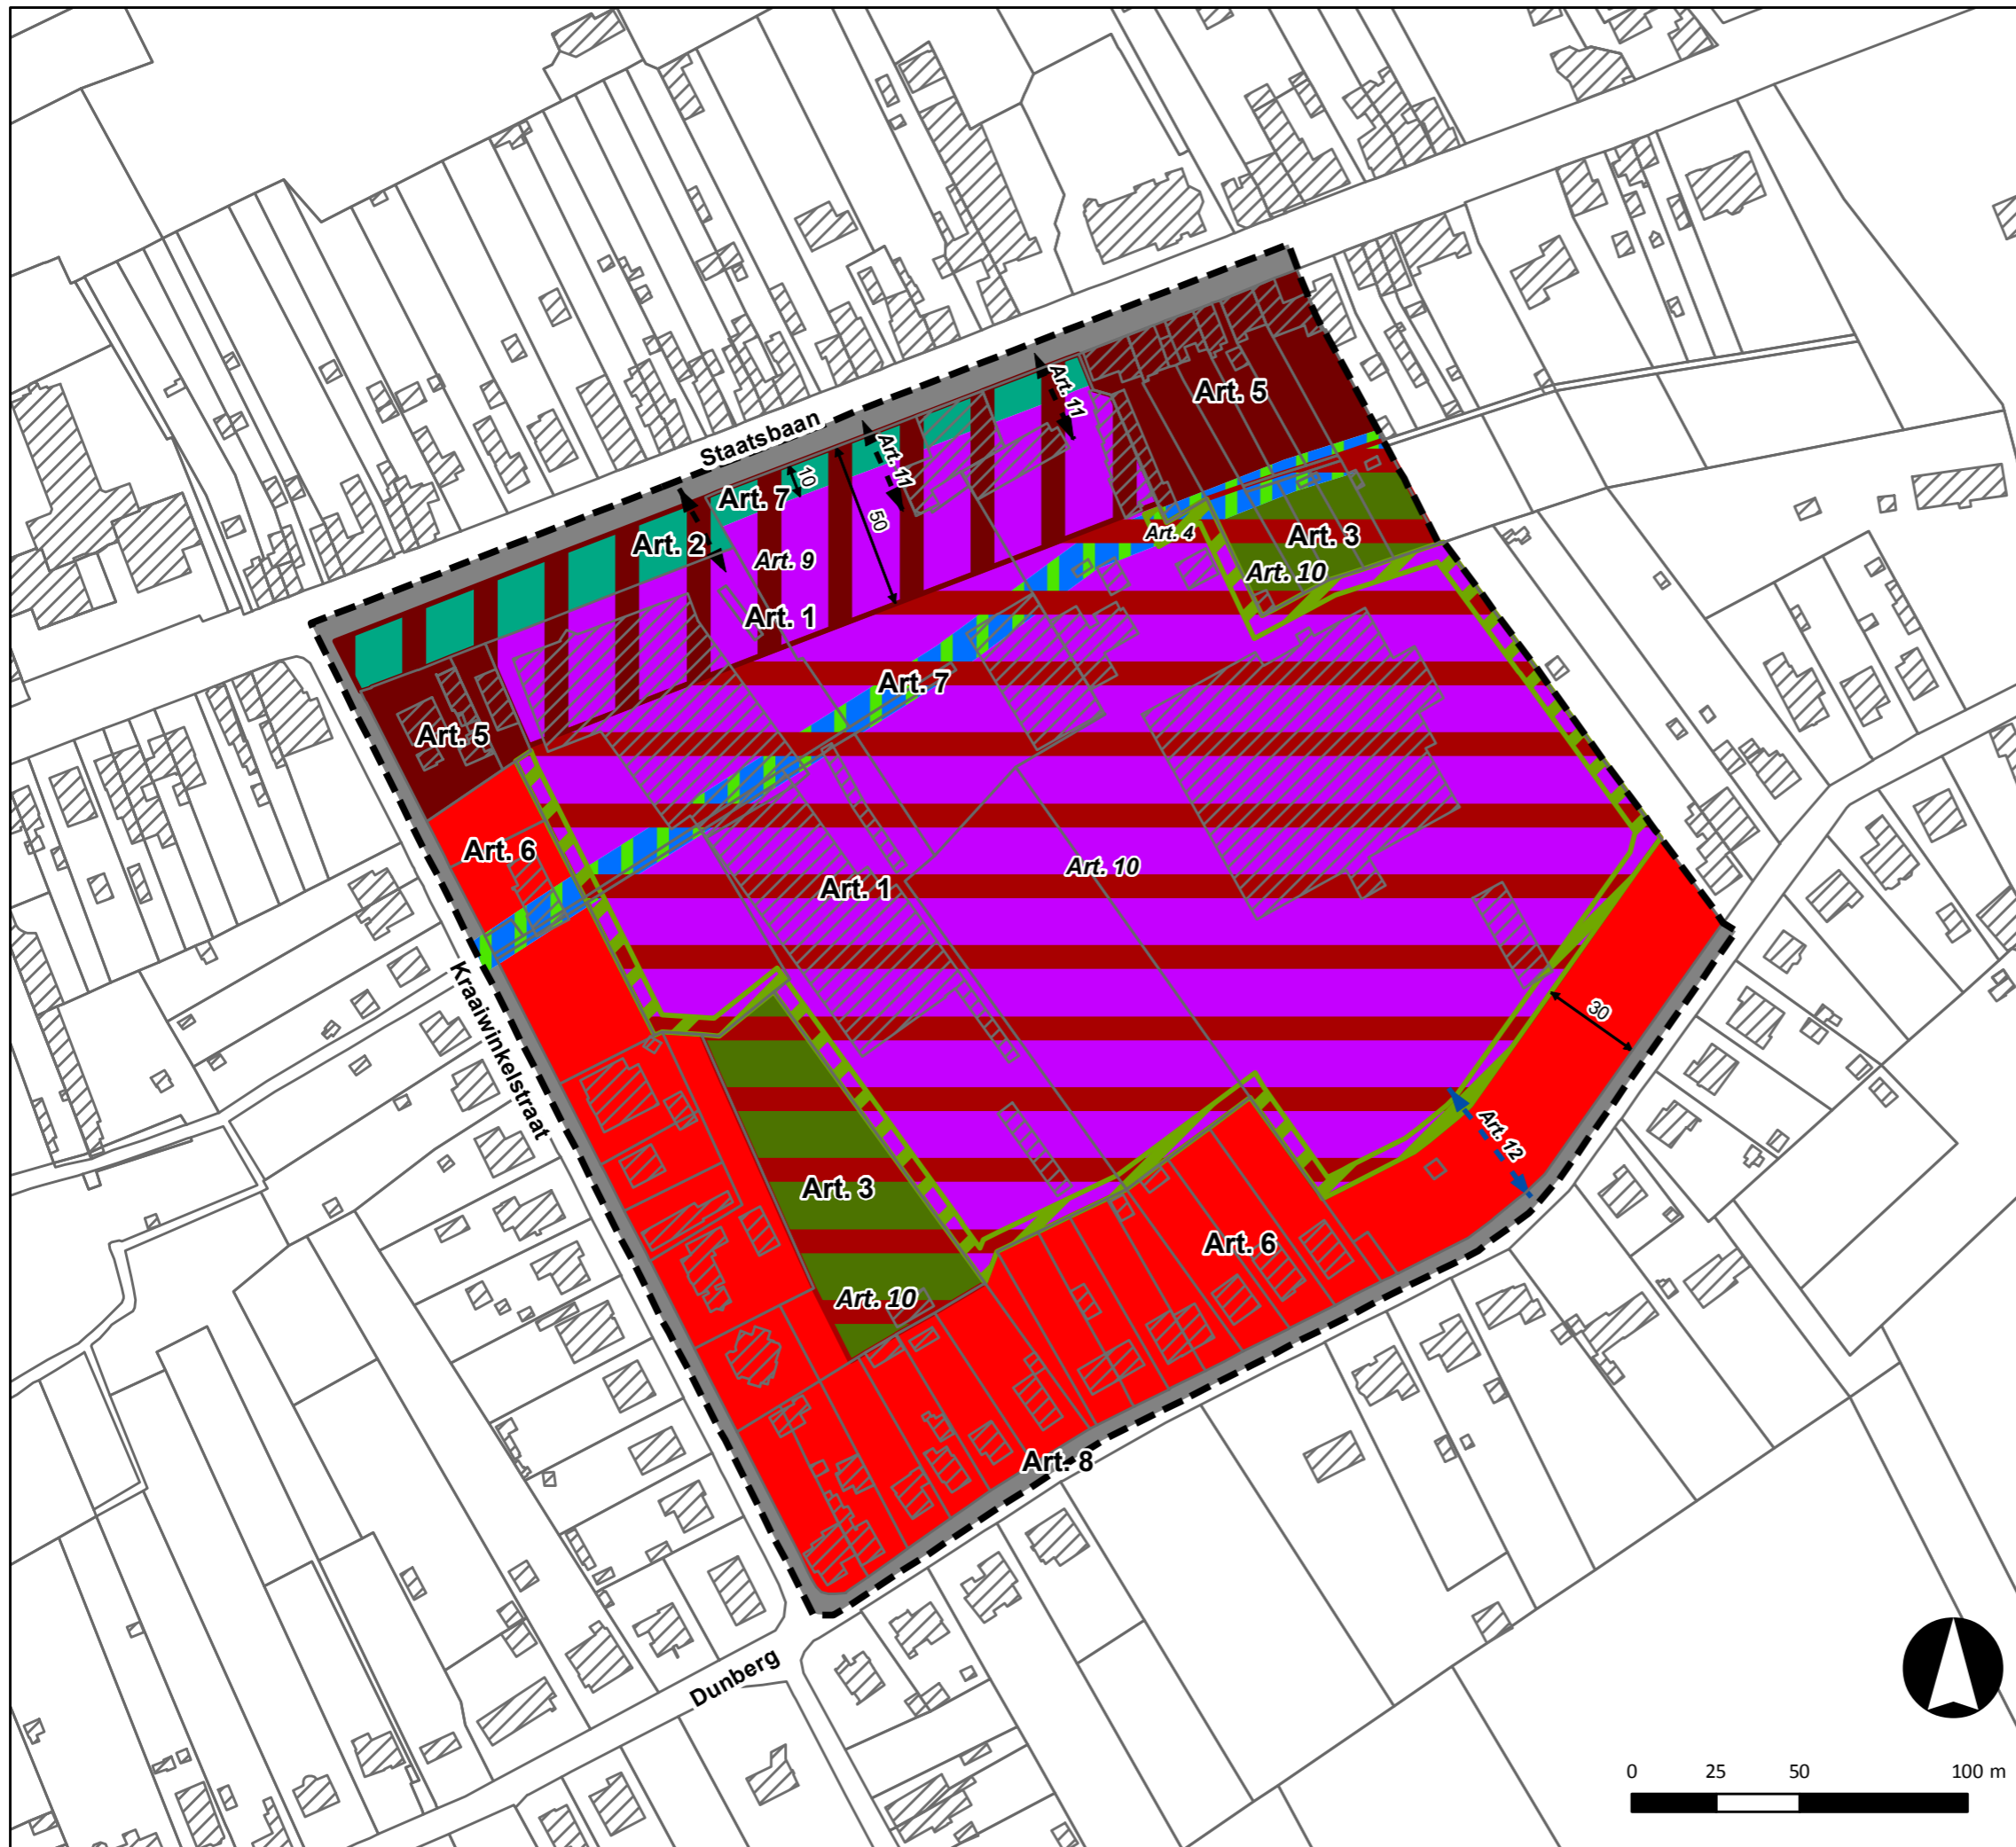 Staatsbaan
Art. 11
Art. 5
Art. 11
10
Art. 7
50
Art. 2
Art. 9
Art. 4
Art. 3
Art. 10
Art. 1
Art. 7
Art. 5
Art. 6
Art. 10
Art. 1
Kraaiwinkelstraat
30
Art. 12
Art. 3
Art. 6
Art. 10
Art. 8
Dunberg
0 25 50 100 m